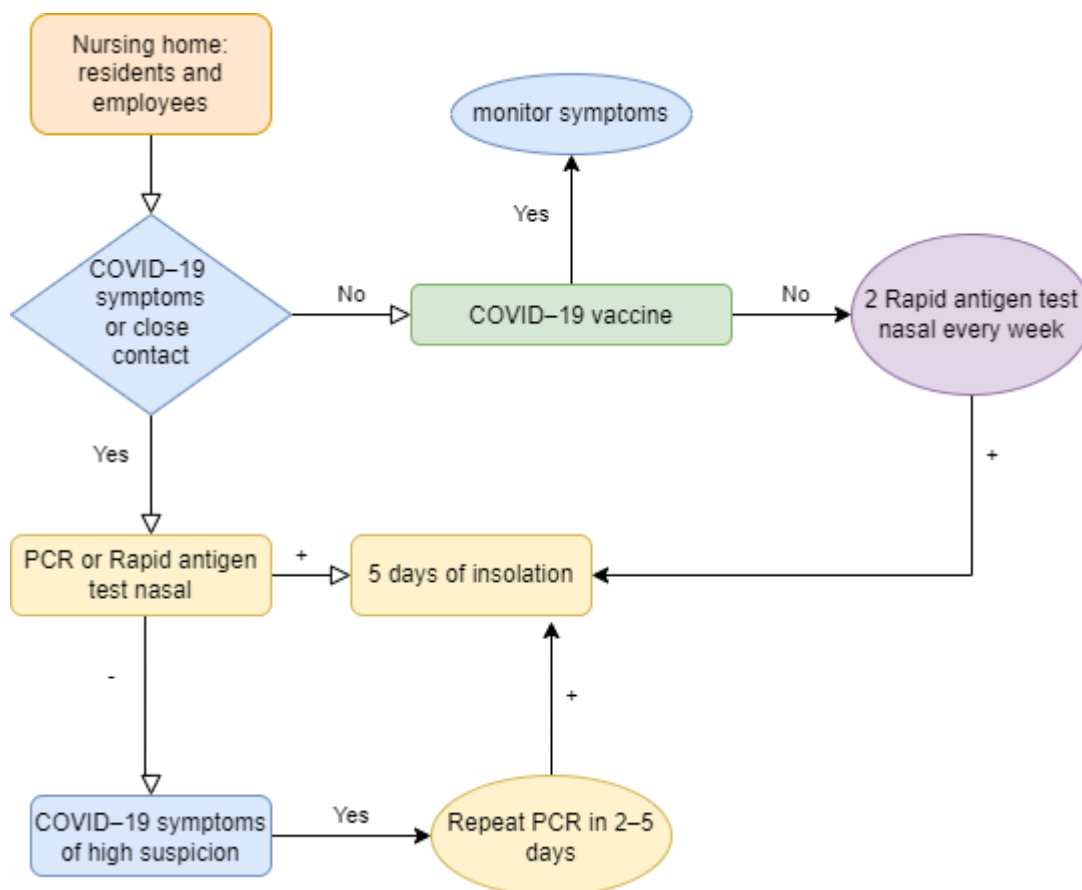 Nursing home:
residents and
employees
monitor symptoms
Yes
COVID–19
symptoms
or close
contact
No
COVID–19 vaccine
No
2 Rapid antigen test
nasal every week
Yes
+
PCR or Rapid antigen
test nasal
+
5 days of insolation
-
+
COVID–19 symptoms
of high suspicion
Yes
Repeat PCR in 2–5
days